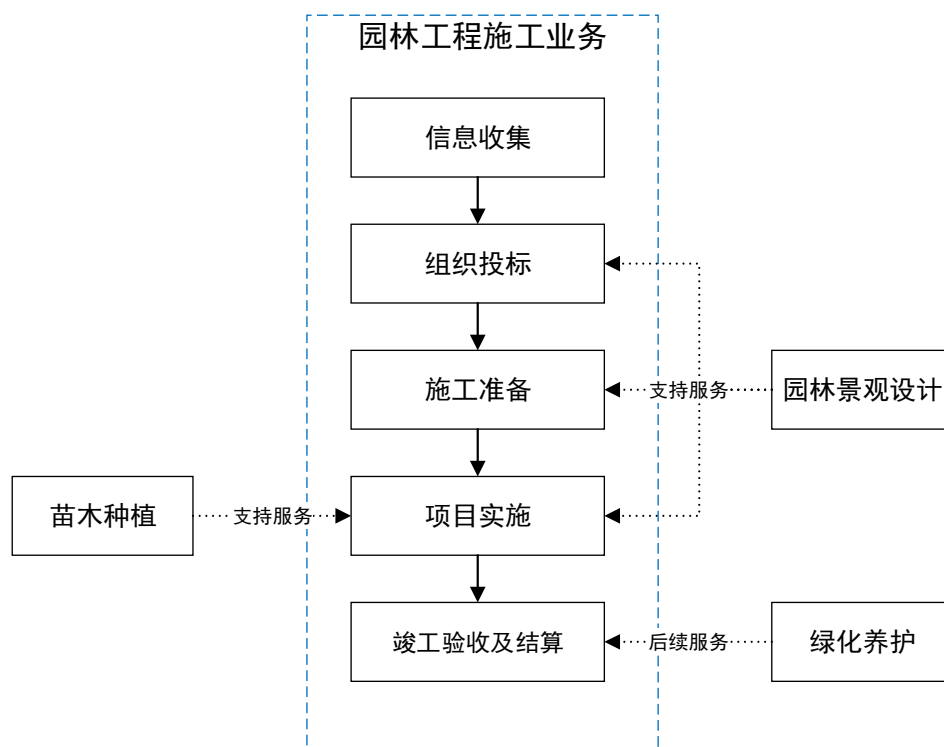 园林工程施工业务
信息收集
组织投标
施工准备
支持服务
园林景观设计
苗木种植
支持服务
项目实施
竣工验收及结算
后续服务
绿化养护